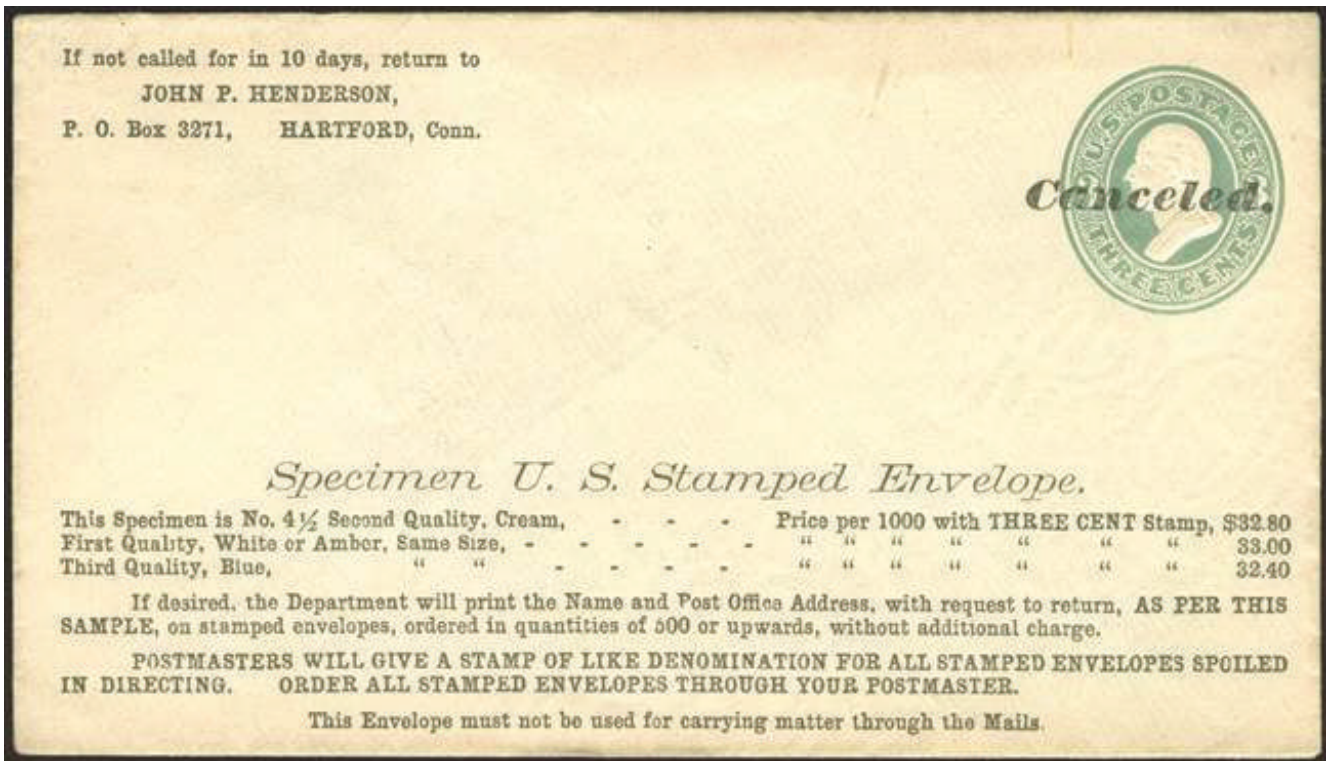 If not called for in 10 days, return to
JOHN P. HENDERSON,
P. O. Box 3271, HARTFORD, Conn.
U.S. POSTAGE
Canceled.
THREE CENTS
Specimen U. S. Stamped Envelope.
This Specimen is No. 4½ Second Quality, Cream, - - - Price per 1000 with THREE CENT Stamp, $32.80
First Quality, White or Amber, Same Size, - - - - - “ “ “ “ “ “ “ 33.00
Third Quality, Blue, “ “ - - - - “ “ “ “ “ “ “ 32.40
If desired, the Department will print the Name and Post Office Address, with request to return, AS PER THIS
SAMPLE, on stamped envelopes, ordered in quantities of 500 or upwards, without additional charge.
POSTMASTERS WILL GIVE A STAMP OF LIKE DENOMINATION FOR ALL STAMPED ENVELOPES SPOILED
IN DIRECTING. ORDER ALL STAMPED ENVELOPES THROUGH YOUR POSTMASTER.
This Envelope must not be used for carrying matter through the Mails.